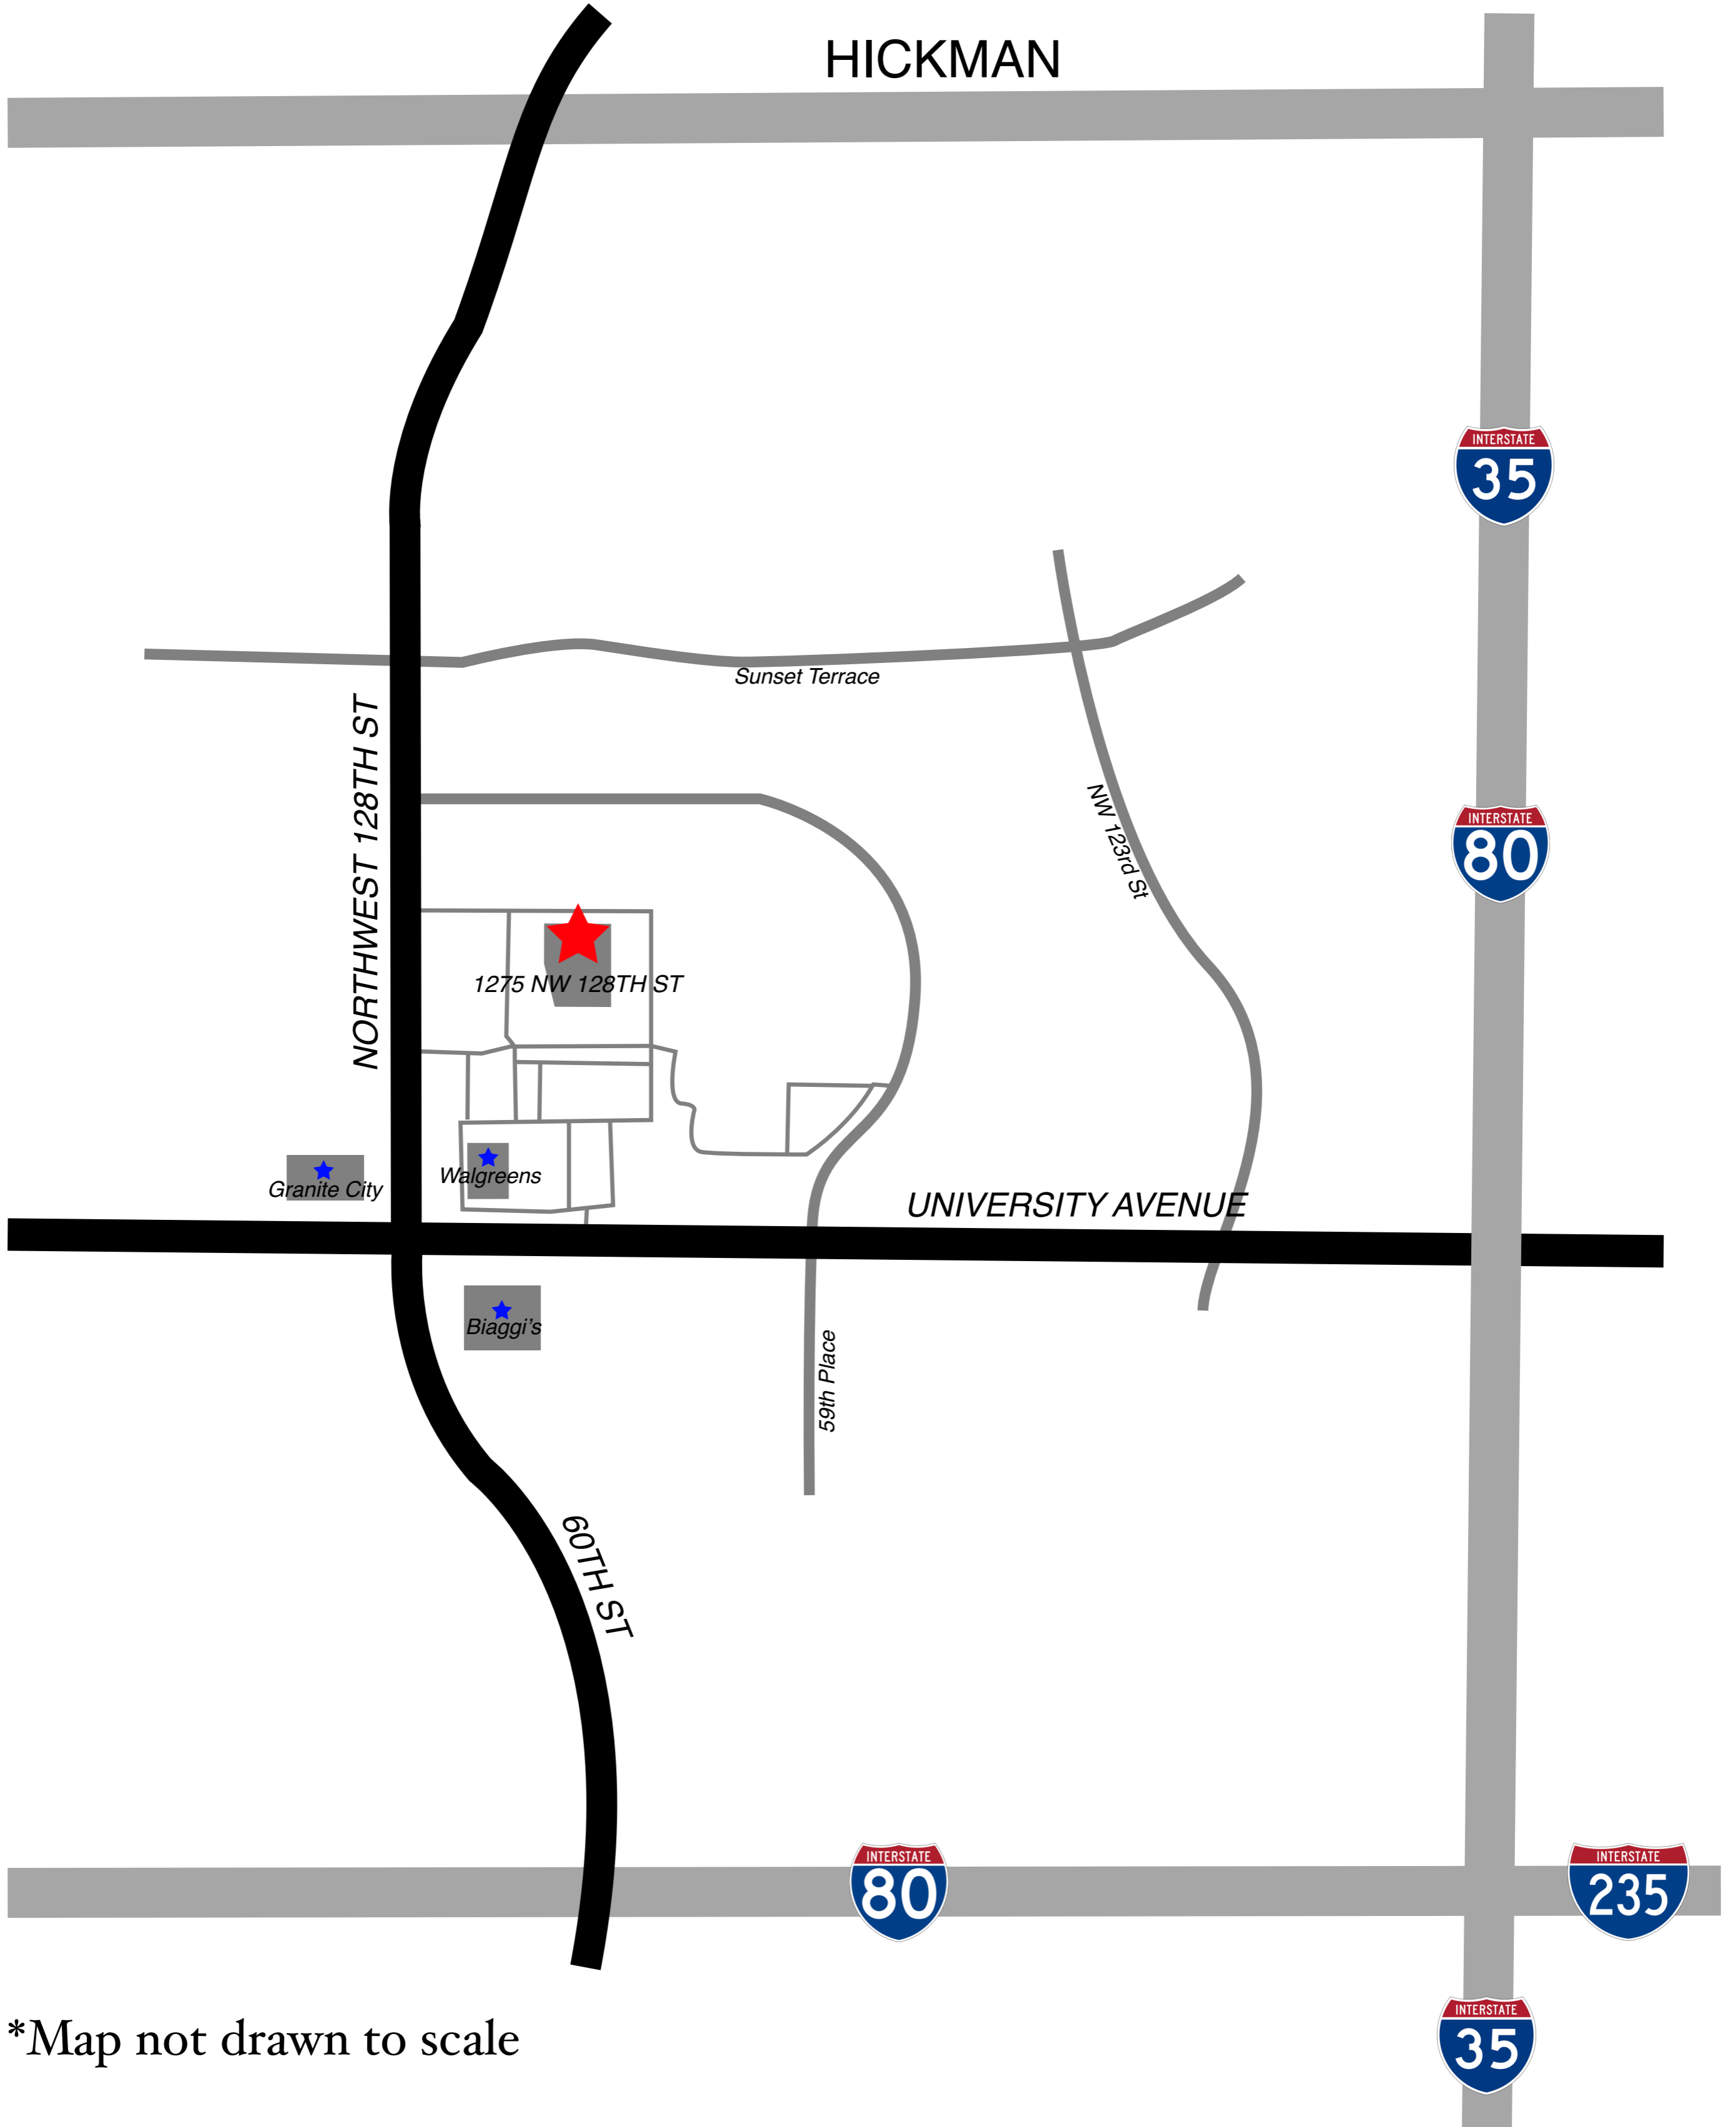 HICKMAN
INTERSTATE
35
Sunset Terrace
NORTHWEST 128TH ST
NW 123rd St
INTERSTATE
80
1275 NW 128TH ST
Granite City
Walgreens
UNIVERSITY AVENUE
Biaggi's
59th Place
60TH ST
INTERSTATE
80
INTERSTATE
235
INTERSTATE
35
*Map not drawn to scale